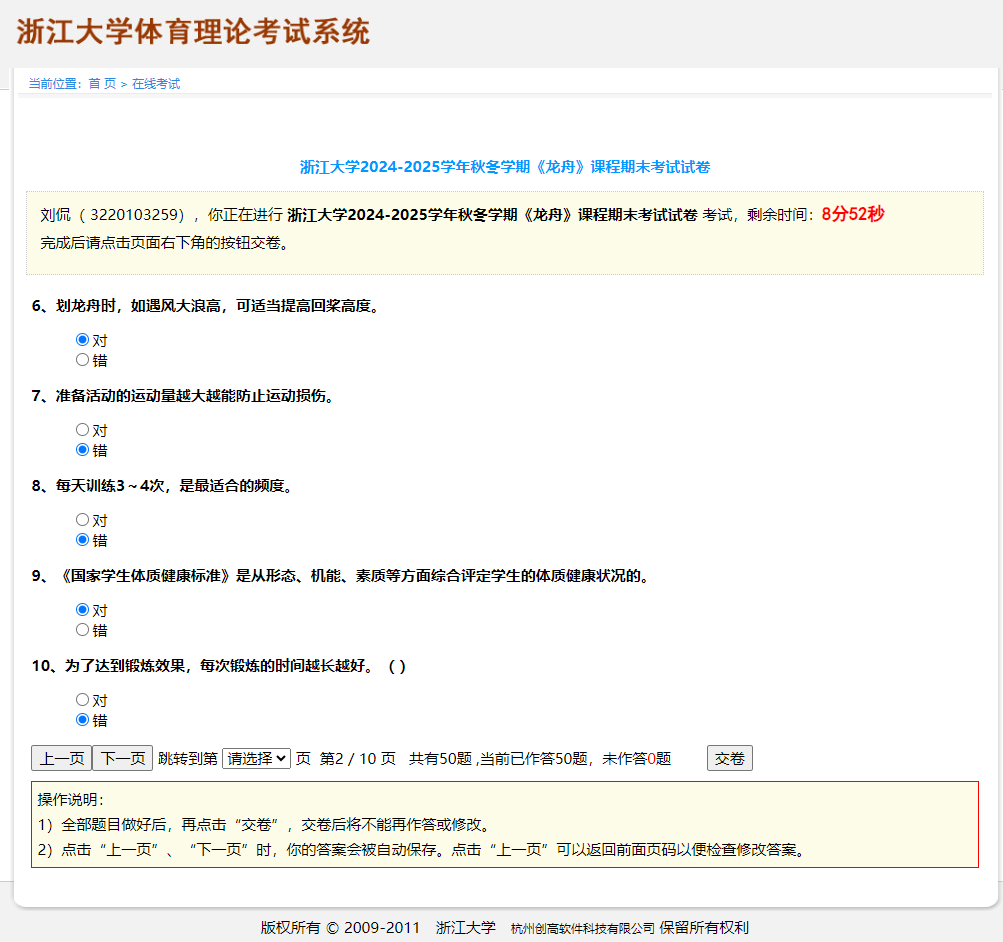 浙江大学体育理论考试系统
当前位置：首 页 > 在线考试
浙江大学2024-2025学年秋冬学期《龙舟》课程期末考试试卷
刘侃（ 3220103259），你正在进行 浙江大学2024-2025学年秋冬学期《龙舟》课程期末考试试卷 考试，剩余时间：8分52秒
完成后请点击页面右下角的按钮交卷。
6、划龙舟时，如遇风大浪高，可适当提高回桨高度。
对
错
7、准备活动的运动量越大越能防止运动损伤。
对
错
8、每天训练3～4次，是最适合的频度。
对
错
9、《国家学生体质健康标准》是从形态、机能、素质等方面综合评定学生的体质健康状况的。
对
错
10、为了达到锻炼效果，每次锻炼的时间越长越好。（ ）
对
错
上一页 下一页 跳转到第 请选择 页 第2 / 10 页 共有50题 ,当前已作答50题，未作答0题 交卷
操作说明：
1）全部题目做好后，再点击“交卷”，交卷后将不能再作答或修改。
2）点击“上一页”、“下一页”时，你的答案会被自动保存。点击“上一页”可以返回前面页码以便检查修改答案。
版权所有 © 2009-2011 浙江大学 杭州创高软件科技有限公司 保留所有权利